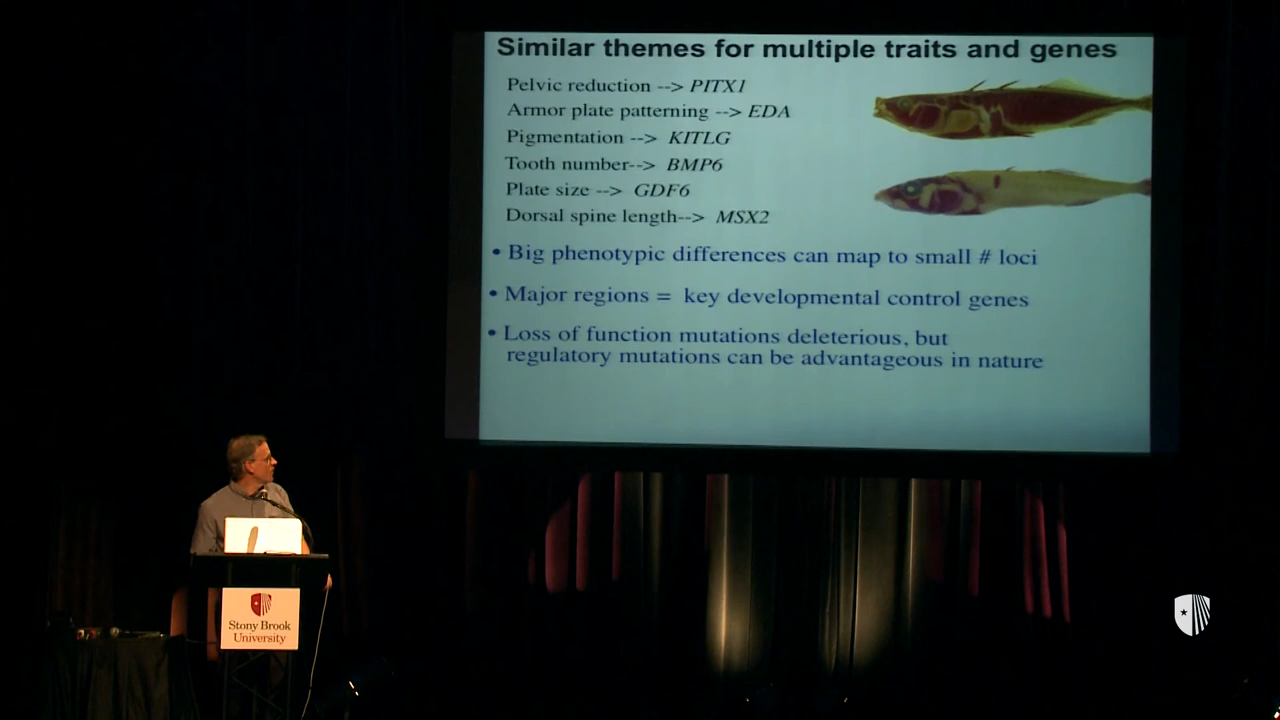 Similar themes for multiple traits and genes
Pelvic reduction --> PITX1
Armor plate patterning --> EDA
Pigmentation --> KITLG
Tooth number--> BMP6
Plate size --> GDF6
Dorsal spine length--> MSX2
• Big phenotypic differences can map to small # loci
• Major regions = key developmental control genes
• Loss of function mutations deleterious, but
regulatory mutations can be advantageous in nature
Stony Brook
University